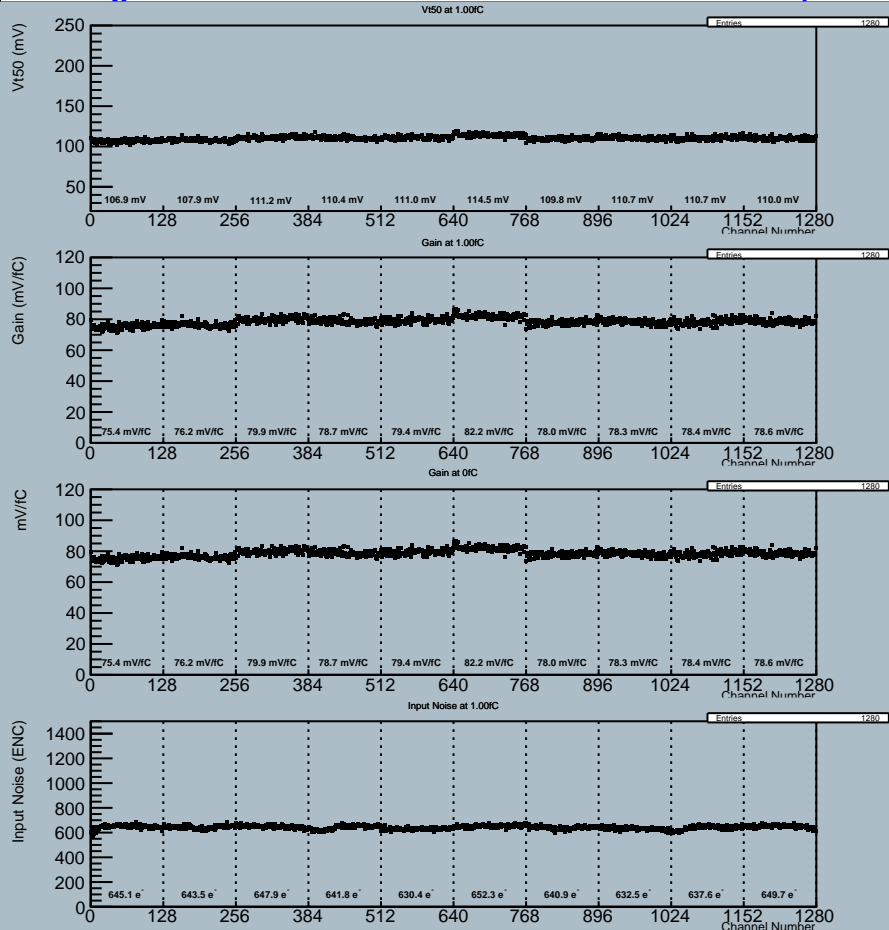 Vt50 at 1.00fC
Entries 1280
Vt50 (mV)
250
200
150
100
50
106.9 mV 107.9 mV 111.2 mV 110.4 mV 111.0 mV 114.5 mV 109.8 mV 110.7 mV 110.7 mV 110.0 mV
0 128 256 384 512 640 768 896 1024 1152 1280
Channel Number
Gain at 1.00fC
Entries 1280
Gain (mV/fC)
120
100
80
60
40
20
0
75.4 mV/fC 76.2 mV/fC 79.9 mV/fC 78.7 mV/fC 79.4 mV/fC 82.2 mV/fC 78.0 mV/fC 78.3 mV/fC 78.4 mV/fC 78.6 mV/fC
0 128 256 384 512 640 768 896 1024 1152 1280
Channel Number
Gain at 0fC
Entries 1280
mV/fC
120
100
80
60
40
20
0
75.4 mV/fC 76.2 mV/fC 79.9 mV/fC 78.7 mV/fC 79.4 mV/fC 82.2 mV/fC 78.0 mV/fC 78.3 mV/fC 78.4 mV/fC 78.6 mV/fC
0 128 256 384 512 640 768 896 1024 1152 1280
Channel Number
Input Noise at 1.00fC
Entries 1280
Input Noise (ENC)
1400
1200
1000
800
600
400
200
0
645.1 e⁻ 643.5 e⁻ 647.9 e⁻ 641.8 e⁻ 630.4 e⁻ 652.3 e⁻ 640.9 e⁻ 632.5 e⁻ 637.6 e⁻ 649.7 e⁻
0 128 256 384 512 640 768 896 1024 1152 1280
Channel Number